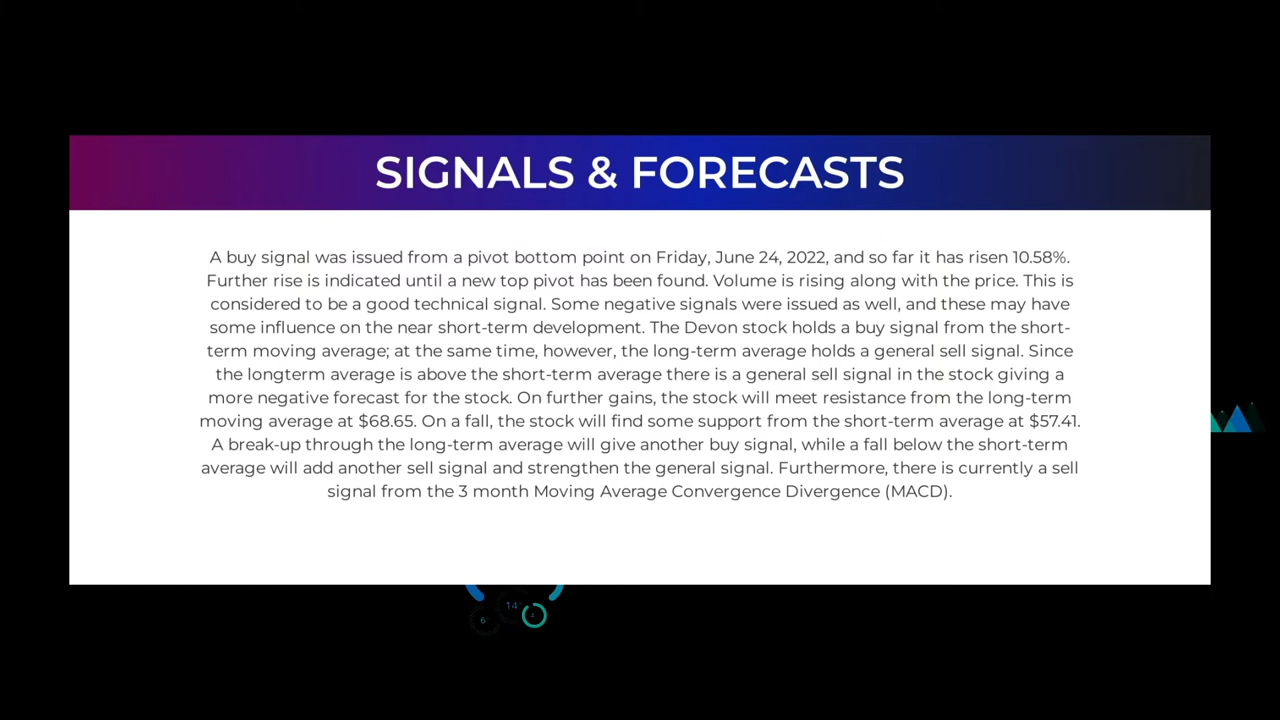 SIGNALS & FORECASTS
A buy signal was issued from a pivot bottom point on Friday, June 24, 2022, and so far it has risen 10.58%.
Further rise is indicated until a new top pivot has been found. Volume is rising along with the price. This is
considered to be a good technical signal. Some negative signals were issued as well, and these may have
some influence on the near short-term development. The Devon stock holds a buy signal from the short-
term moving average; at the same time, however, the long-term average holds a general sell signal. Since
the longterm average is above the short-term average there is a general sell signal in the stock giving a
more negative forecast for the stock. On further gains, the stock will meet resistance from the long-term
moving average at $68.65. On a fall, the stock will find some support from the short-term average at $57.41.
A break-up through the long-term average will give another buy signal, while a fall below the short-term
average will add another sell signal and strengthen the general signal. Furthermore, there is currently a sell
signal from the 3 month Moving Average Convergence Divergence (MACD).
14
6